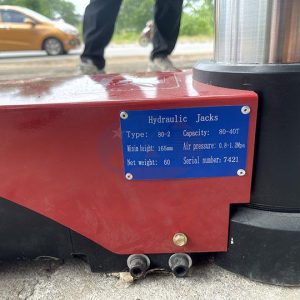 Hydraulic Jacks
Type: 80-2 Capacity: 80-40T
Minim height: 165mm Air pressure: 0.8-1.2Mpa
Net weight: 60 Serial number: 7421